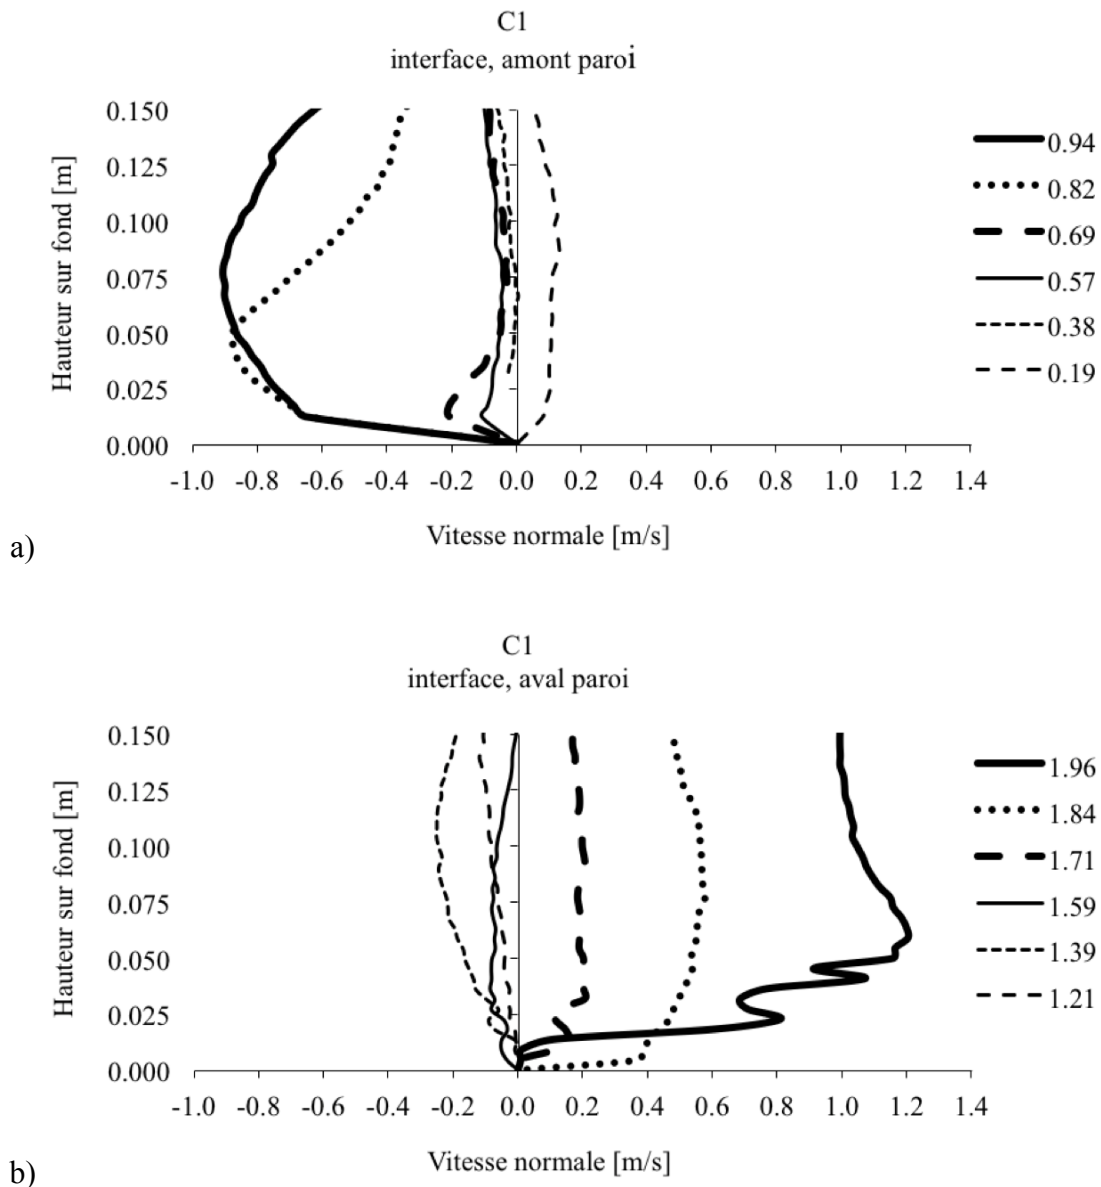 C1
interface, amont paroi
0.150
0.125
0.100
0.075
0.050
0.025
0.000
Hauteur sur fond [m]
-1.0 -0.8 -0.6 -0.4 -0.2 0.0 0.2 0.4 0.6 0.8 1.0 1.2 1.4
Vitesse normale [m/s]
0.94
0.82
0.69
0.57
0.38
0.19
a)
C1
interface, aval paroi
0.150
0.125
0.100
0.075
0.050
0.025
0.000
Hauteur sur fond [m]
-1.0 -0.8 -0.6 -0.4 -0.2 0.0 0.2 0.4 0.6 0.8 1.0 1.2 1.4
Vitesse normale [m/s]
1.96
1.84
1.71
1.59
1.39
1.21
b)